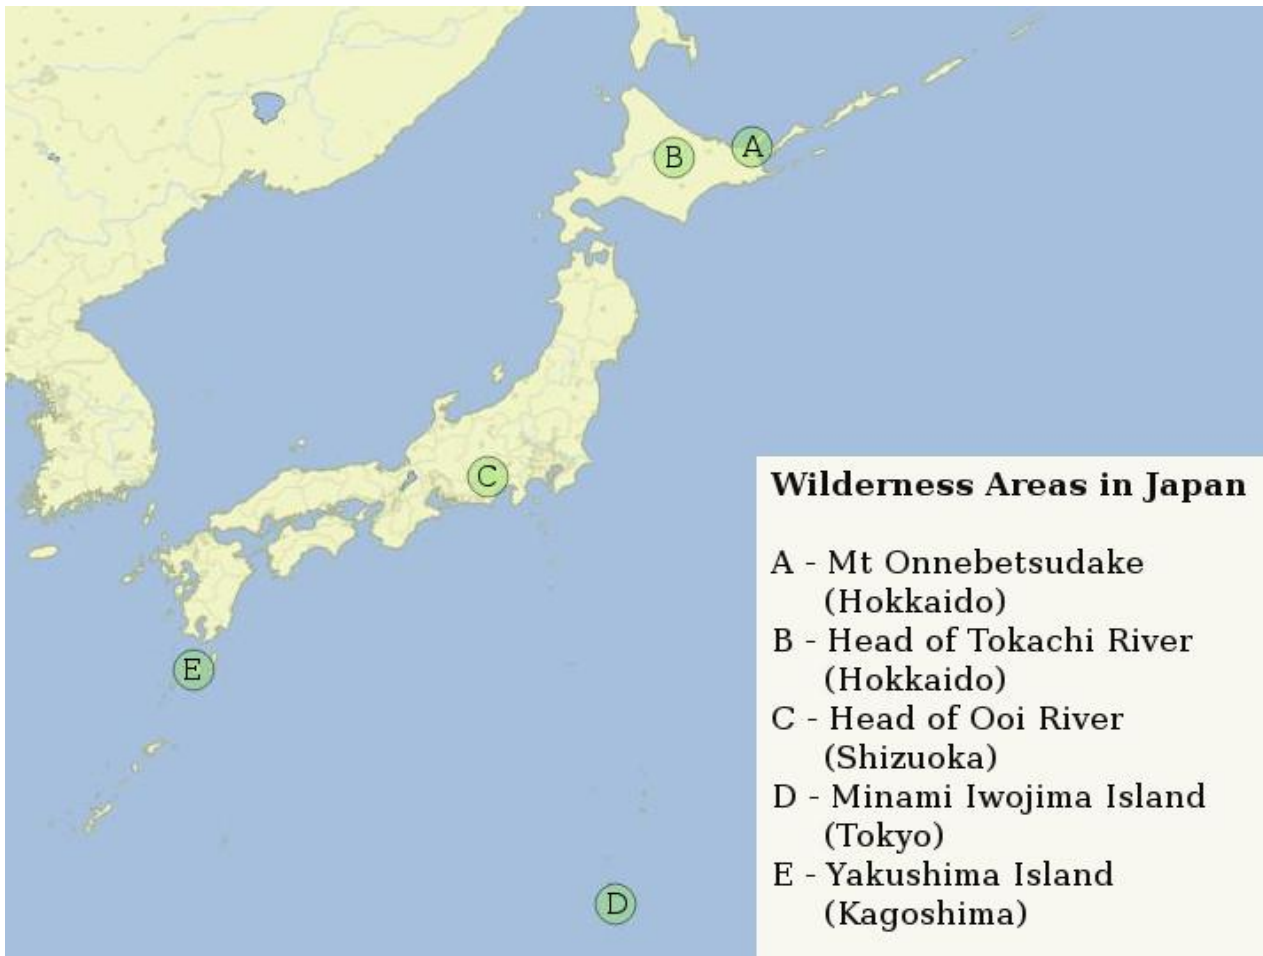 A
B
C
E
D
Wilderness Areas in Japan
A - Mt Onnebetsudake
(Hokkaido)
B - Head of Tokachi River
(Hokkaido)
C - Head of Ooi River
(Shizuoka)
D - Minami Iwojima Island
(Tokyo)
E - Yakushima Island
(Kagoshima)